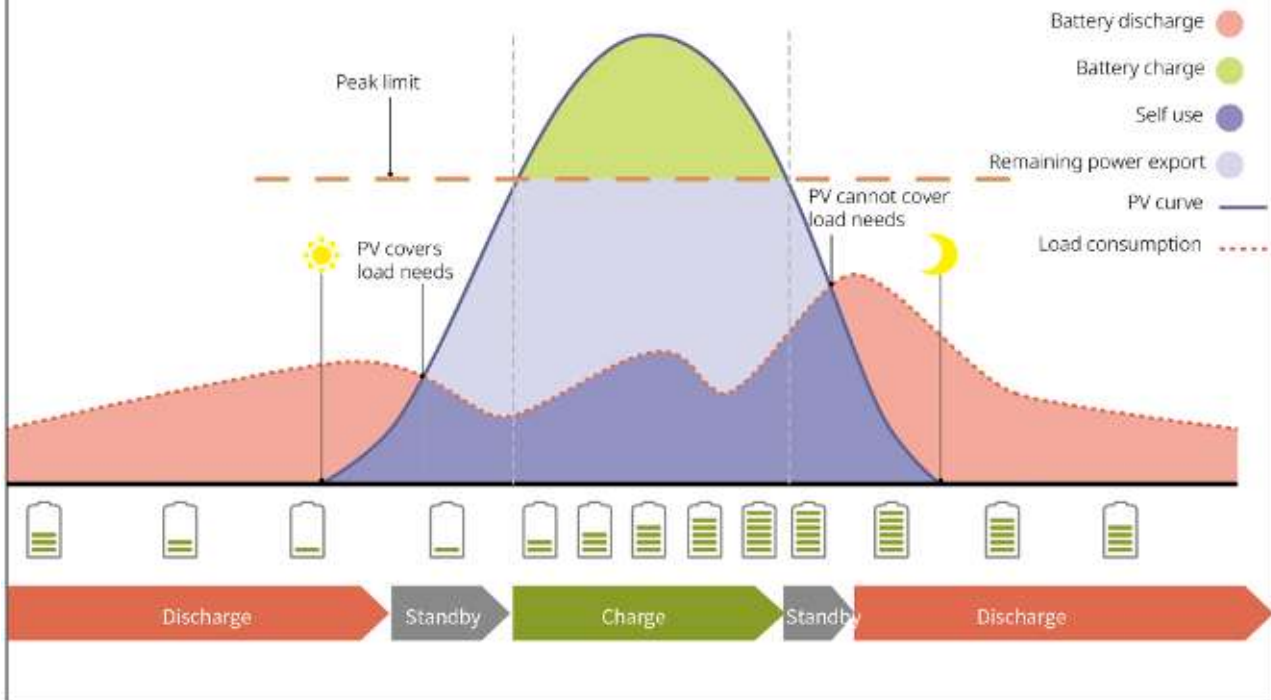 Battery discharge
Battery charge
Peak limit
Self use
Remaining power export
PV cannot cover
load needs
PV curve
PV covers
load needs
Load consumption
Discharge
Standby
Charge
Standby
Discharge